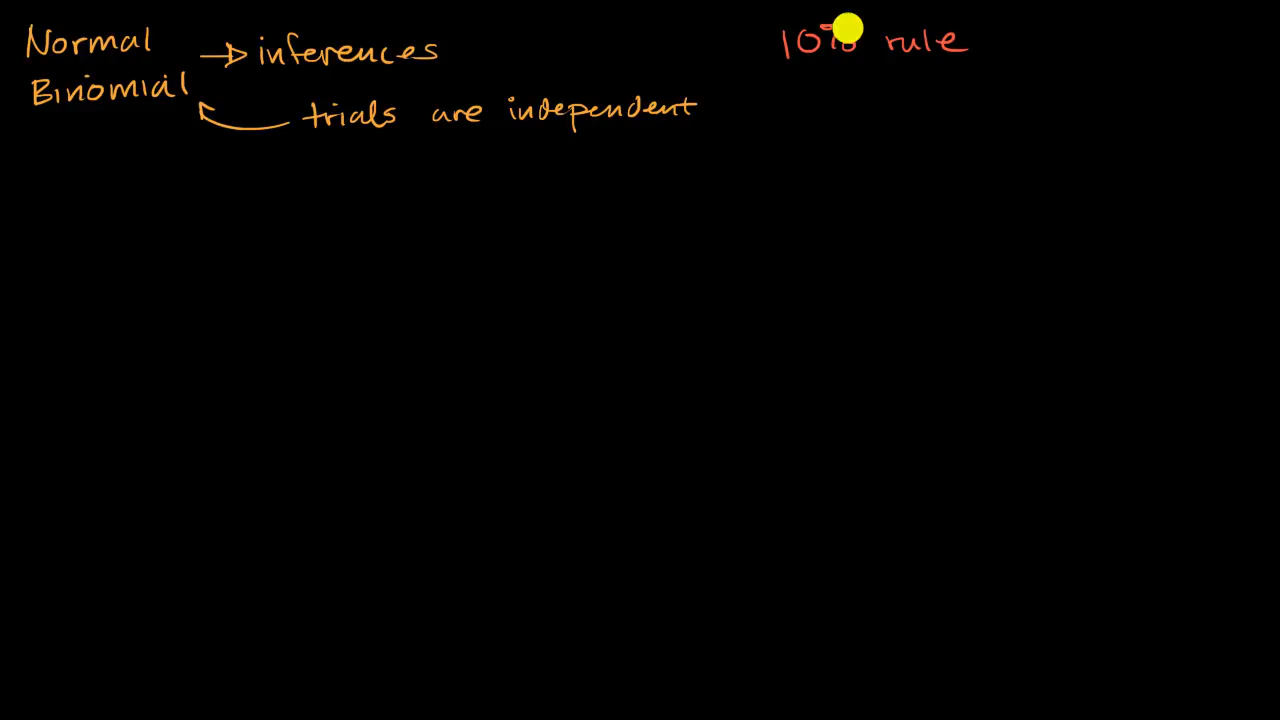 Normal → inferences
Binomial
trials are independent
10% rule